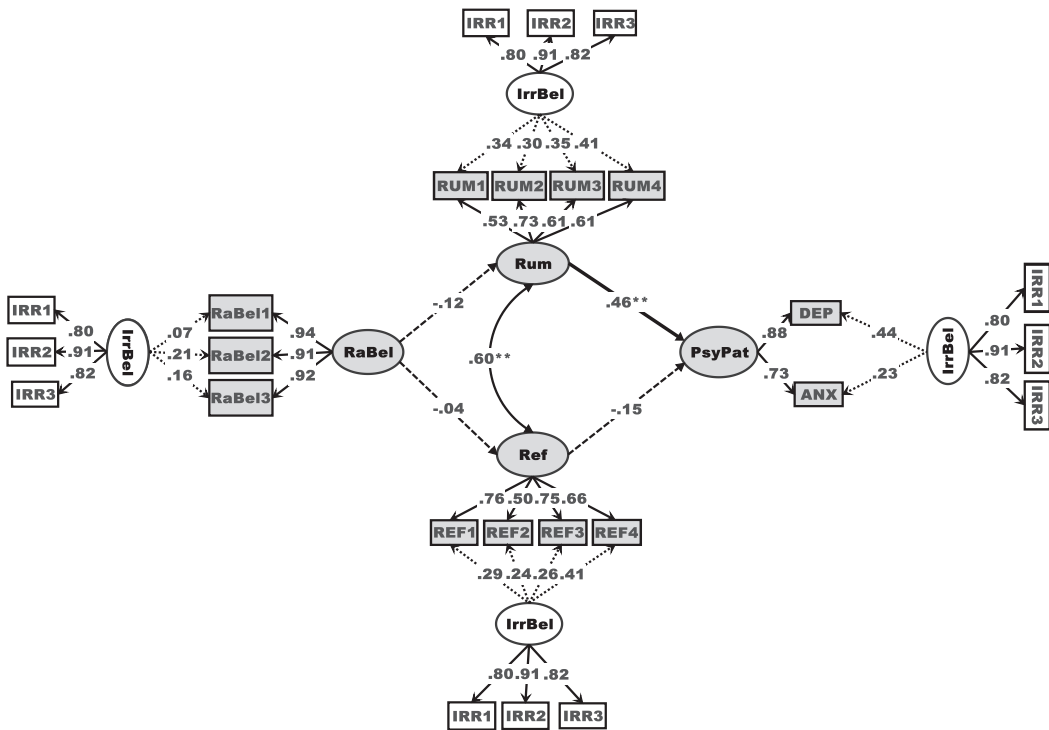 IRR1 IRR2 IRR3
.80 .91 .82
IrrBel
.34 .30 .35 .41
RUM1 RUM2 RUM3 RUM4
.53 .73 .61 .61
Rum
-.12
.46**
.60**
-.04
-.15
IRR1
IRR2
IRR3
.80
.91
.82
IrrBel
.07
.21
.16
RaBel1
RaBel2
RaBel3
.94
.91
.92
RaBel
PsyPat
.88
.73
DEP
ANX
.44
.23
IrrBel
.80
.91
.82
IRR1
IRR2
IRR3
Ref
.76 .50 .75 .66
REF1 REF2 REF3 REF4
.29 .24 .26 .41
IrrBel
.80 .91 .82
IRR1 IRR2 IRR3